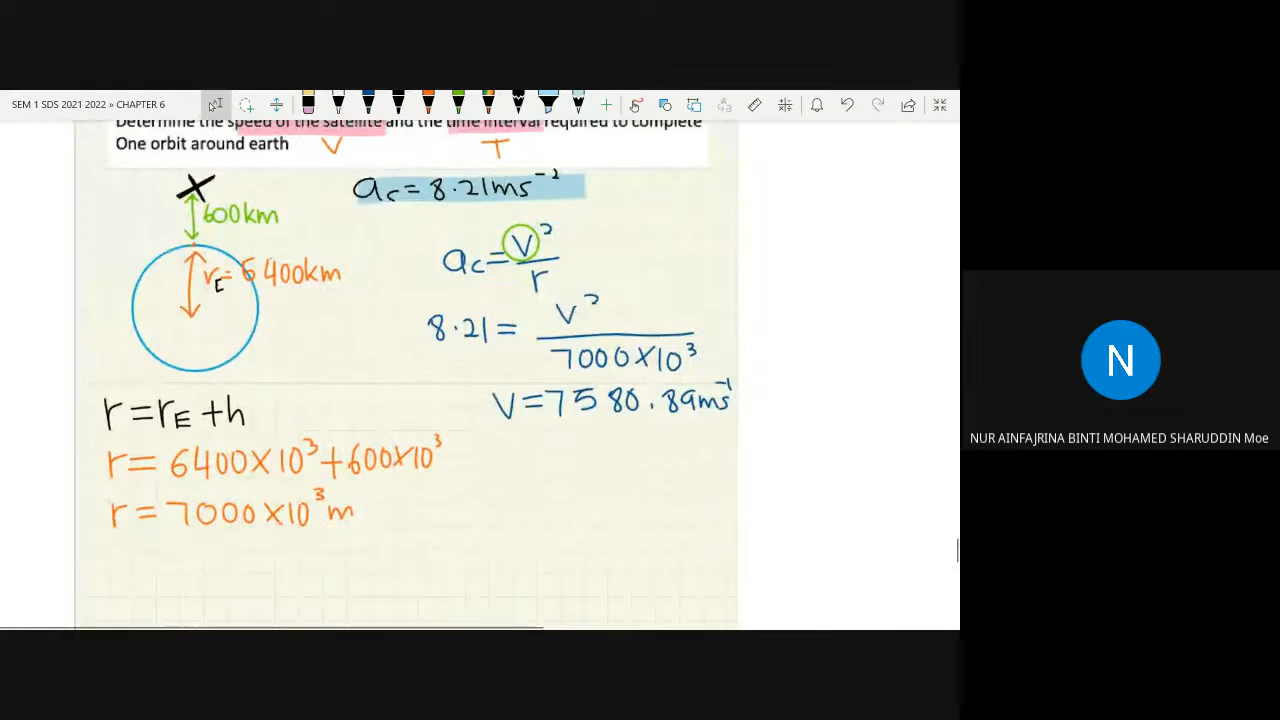 SEM 1 SDS 2021 2022 » CHAPTER 6
Determine the speed of the satellite and the time interval required to complete
One orbit around earth
V
T
X
ac = 8.21ms⁻²
600km
rE = 6400km
ac = V²/r
8.21 = V²/7000×10³
V = 7580.89ms⁻¹
r = rE + h
r = 6400×10³ + 600×10³
r = 7000×10³ m
N
NUR AINFAJRINA BINTI MOHAMED SHARUDDIN Moe